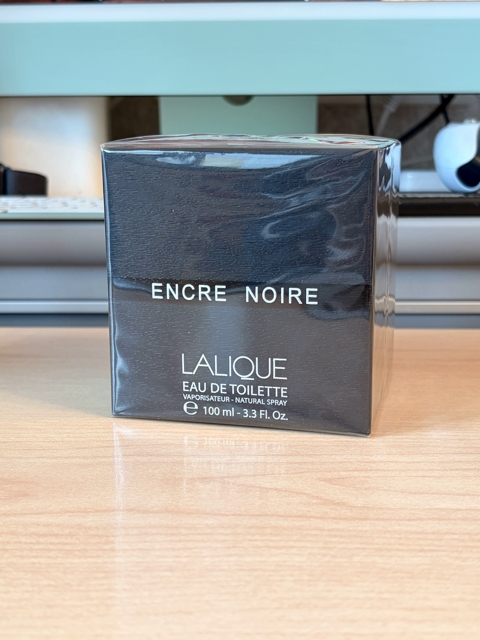 ENCRE NOIRE
LALIQUE
EAU DE TOILETTE
VAPORISATEUR - NATURAL SPRAY
℮ 100 ml - 3.3 Fl. Oz.